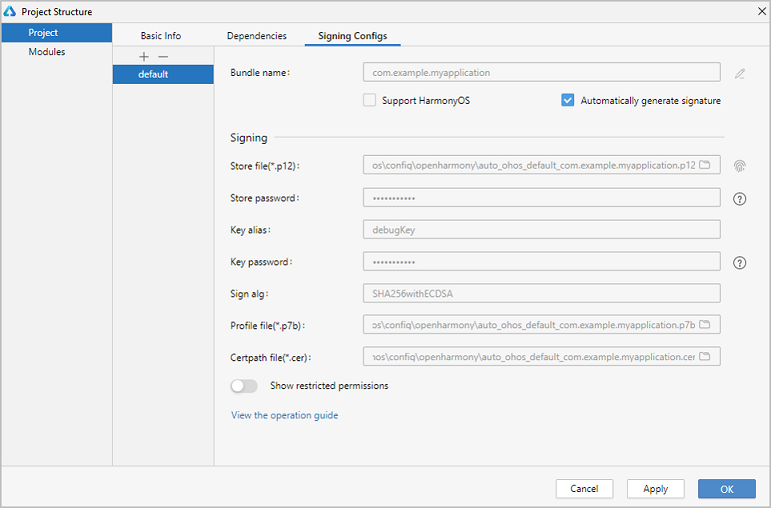 Project Structure
Project
Modules
default
Basic Info
Dependencies
Signing Configs
Bundle name:
com.example.myapplication
Support HarmonyOS
Automatically generate signature
Signing
Store file(*.p12):
os\config\openharmony\auto_ohos_default_com.example.myapplication.p12
Store password:
•••••••••••
Key alias:
debugKey
Key password:
•••••••••••
Sign alg:
SHA256withECDSA
Profile file(*.p7b):
os\config\openharmony\auto_ohos_default_com.example.myapplication.p7b
Certpath file(*.cer):
os\config\openharmony\auto_ohos_default_com.example.myapplication.cer
Show restricted permissions
View the operation guide
Cancel
Apply
OK